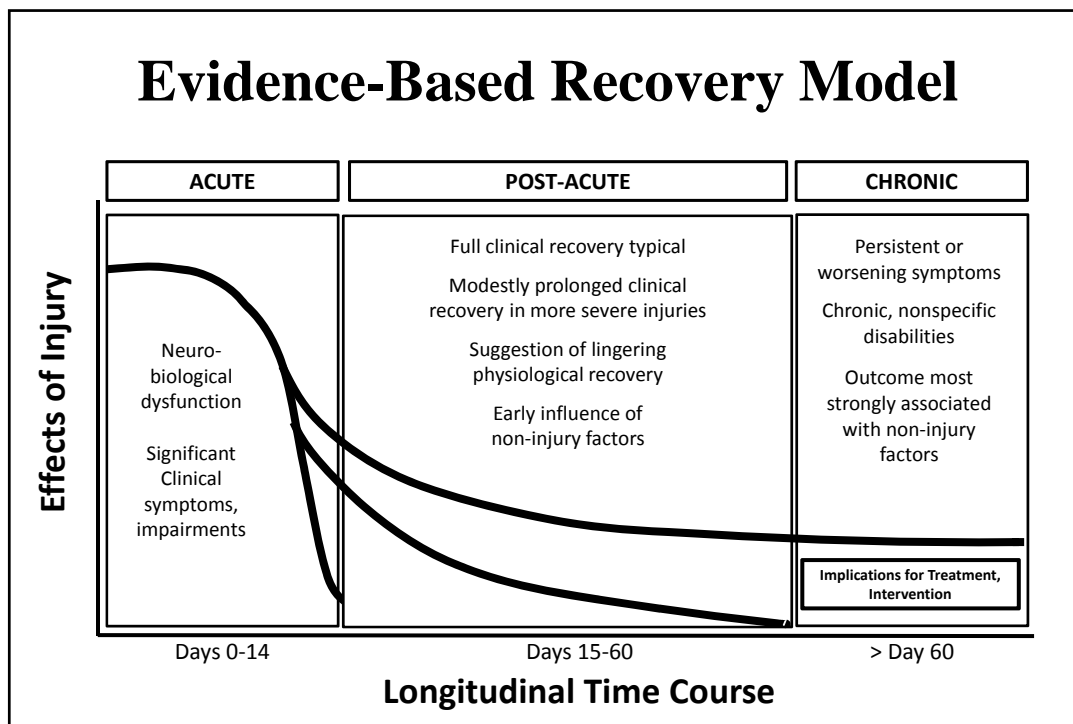 Evidence-Based Recovery Model
ACUTE
POST-ACUTE
CHRONIC
Effects of Injury
Neuro-
biological
dysfunction
Significant
Clinical
symptoms,
impairments
Full clinical recovery typical
Modestly prolonged clinical
recovery in more severe injuries
Suggestion of lingering
physiological recovery
Early influence of
non-injury factors
Persistent or
worsening symptoms
Chronic, nonspecific
disabilities
Outcome most
strongly associated
with non-injury
factors
Implications for Treatment,
Intervention
Days 0-14
Days 15-60
> Day 60
Longitudinal Time Course